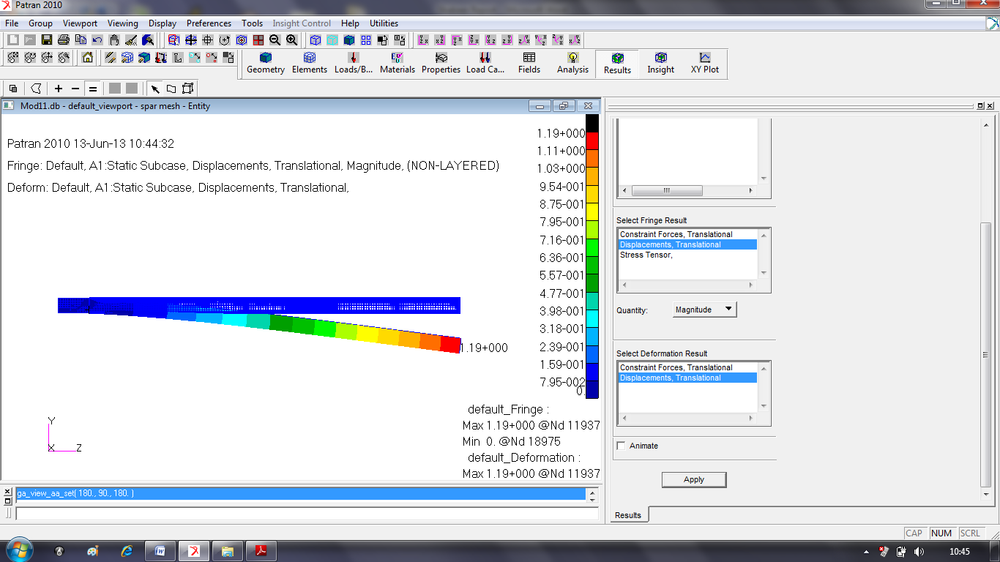 Patran 2010
File Group Viewport Viewing Display Preferences Tools Insight Control Help Utilities
Geometry Elements Loads/B... Materials Properties Load Ca... Fields Analysis Results Insight XY Plot
Mod11.db - default_viewport - spar mesh - Entity
Patran 2010 13-Jun-13 10:44:32
Fringe: Default, A1:Static Subcase, Displacements, Translational, Magnitude, (NON-LAYERED)
Deform: Default, A1:Static Subcase, Displacements, Translational,
1.19+000
1.11+000
1.03+000
9.54-001
8.75-001
7.95-001
7.16-001
6.36-001
5.57-001
4.77-001
3.98-001
3.18-001
2.39-001
1.59-001
7.95-002
0.
1.19+000
default_Fringe :
Max 1.19+000 @Nd 11937
Min 0. @Nd 18975
default_Deformation :
Max 1.19+000 @Nd 11937
Y
X Z
ga_view_aa_set( 180., 90., 180. )
Select Fringe Result
Constraint Forces, Translational
Displacements, Translational
Stress Tensor,
Quantity: Magnitude
Select Deformation Result
Constraint Forces, Translational
Displacements, Translational
Animate
Apply
Results
CAP NUM SCRL
10:45